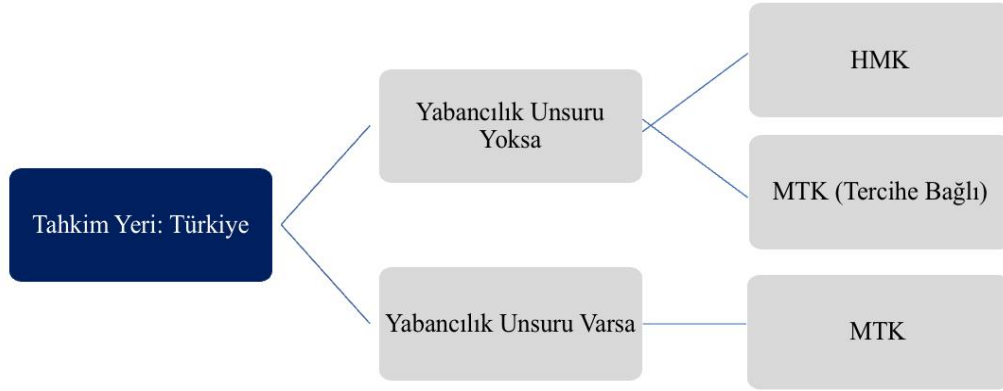 Tahkim Yeri: Türkiye
Yabancılık Unsuru
Yoksa
Yabancılık Unsuru Varsa
HMK
MTK (Tercihe Bağlı)
MTK